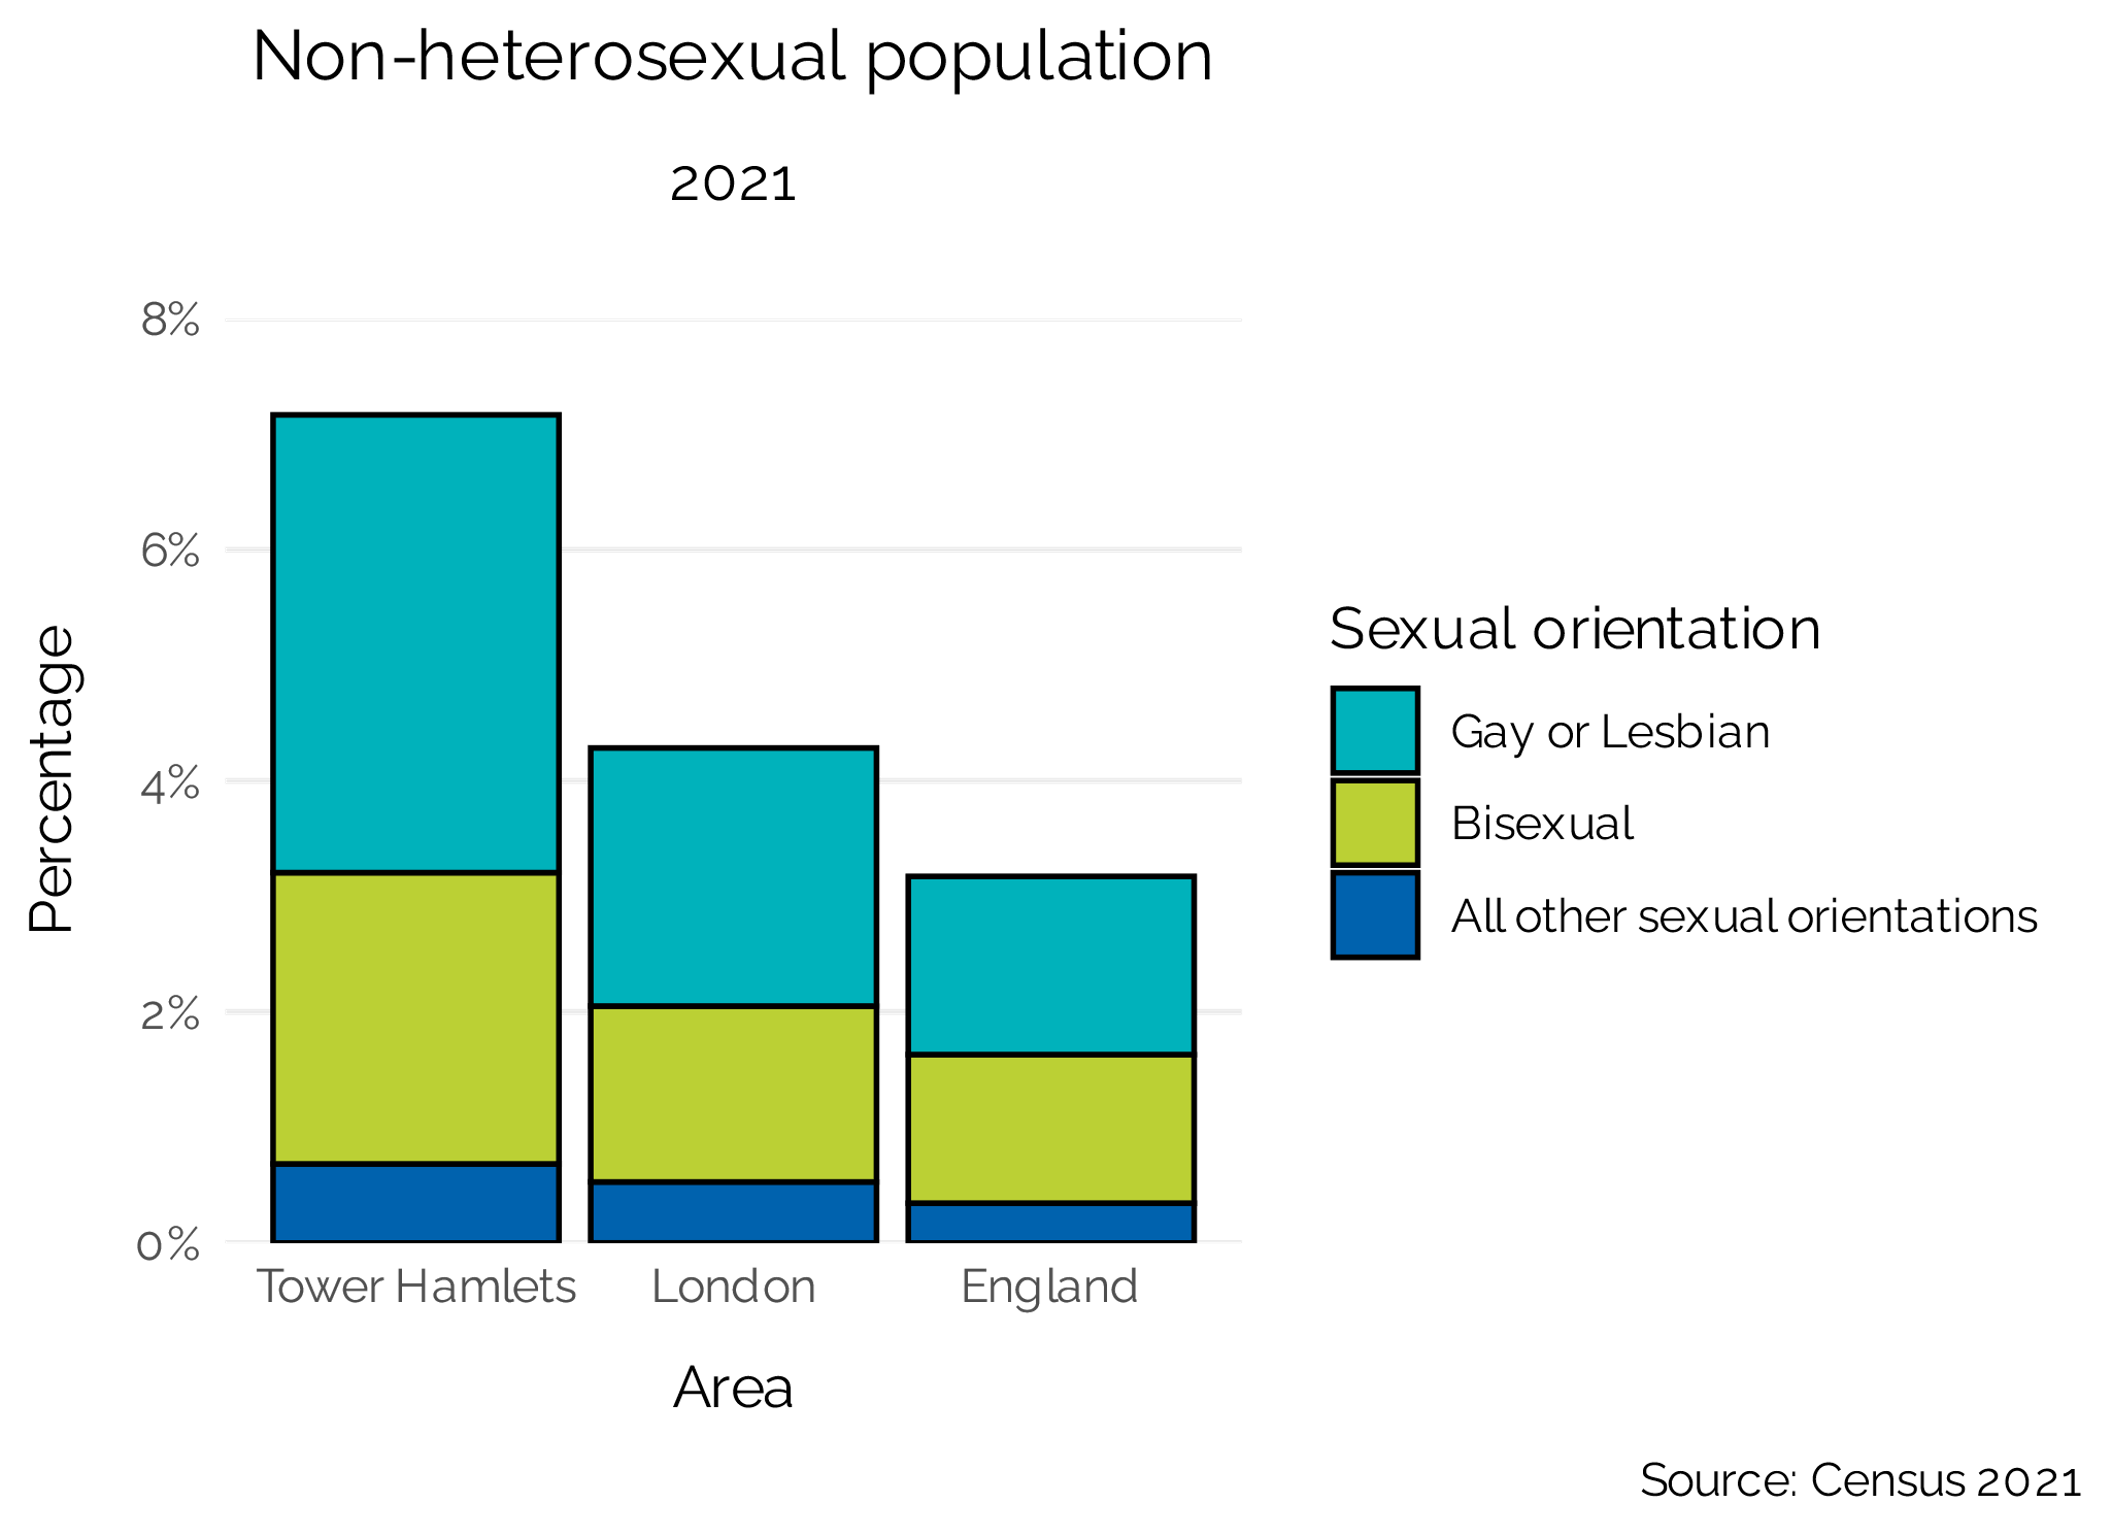 Non-heterosexual population
2021
8%
6%
4%
2%
0%
Percentage
Tower Hamlets
London
England
Area
Sexual orientation
Gay or Lesbian
Bisexual
All other sexual orientations
Source: Census 2021